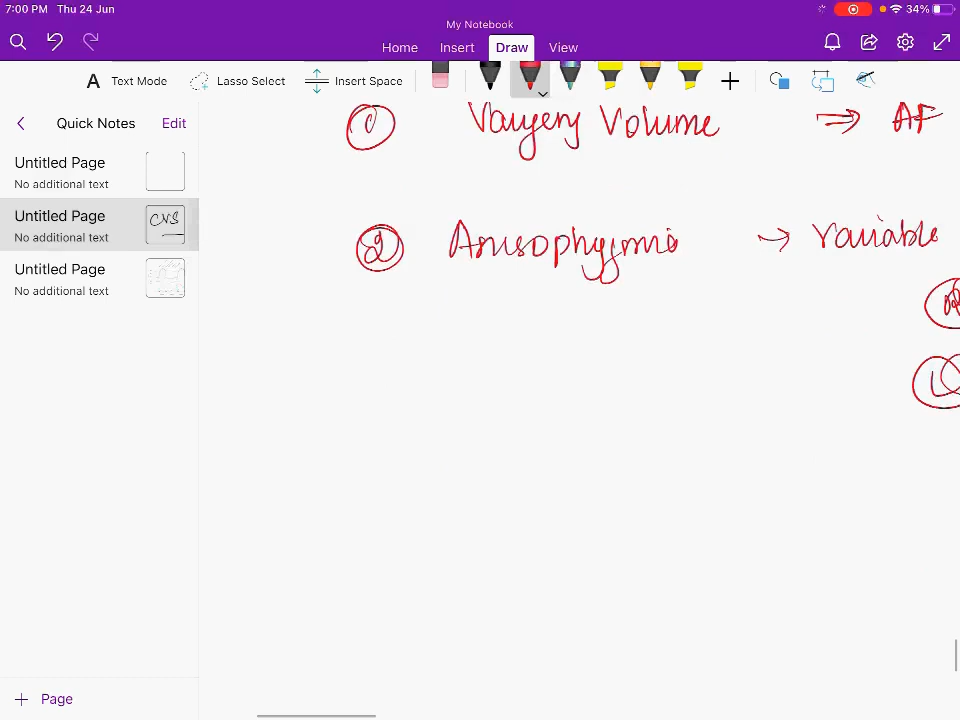 7:00 PM Thu 24 Jun
34%
My Notebook
Home Insert Draw View
Text Mode Lasso Select Insert Space
Quick Notes Edit
Untitled Page
No additional text
Untitled Page
No additional text
CNS
Untitled Page
No additional text
① Varyeny Volume ⇒ AF
② Anisophygmia → variable
Page